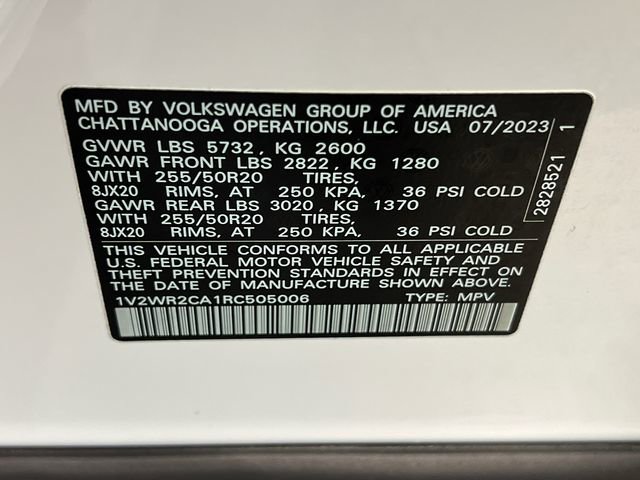 MFD BY VOLKSWAGEN GROUP OF AMERICA
CHATTANOOGA OPERATIONS, LLC. USA 07/2023
GVWR LBS 5732, KG 2600
GAWR FRONT LBS 2822, KG 1280
WITH 255/50R20 TIRES,
8JX20 RIMS, AT 250 KPA, 36 PSI COLD
GAWR REAR LBS 3020, KG 1370
WITH 255/50R20 TIRES,
8JX20 RIMS, AT 250 KPA, 36 PSI COLD
THIS VEHICLE CONFORMS TO ALL APPLICABLE
U.S. FEDERAL MOTOR VEHICLE SAFETY AND
THEFT PREVENTION STANDARDS IN EFFECT ON
THE DATE OF MANUFACTURE SHOWN ABOVE.
1V2WR2CA1RC505006 TYPE: MPV
2828521 1